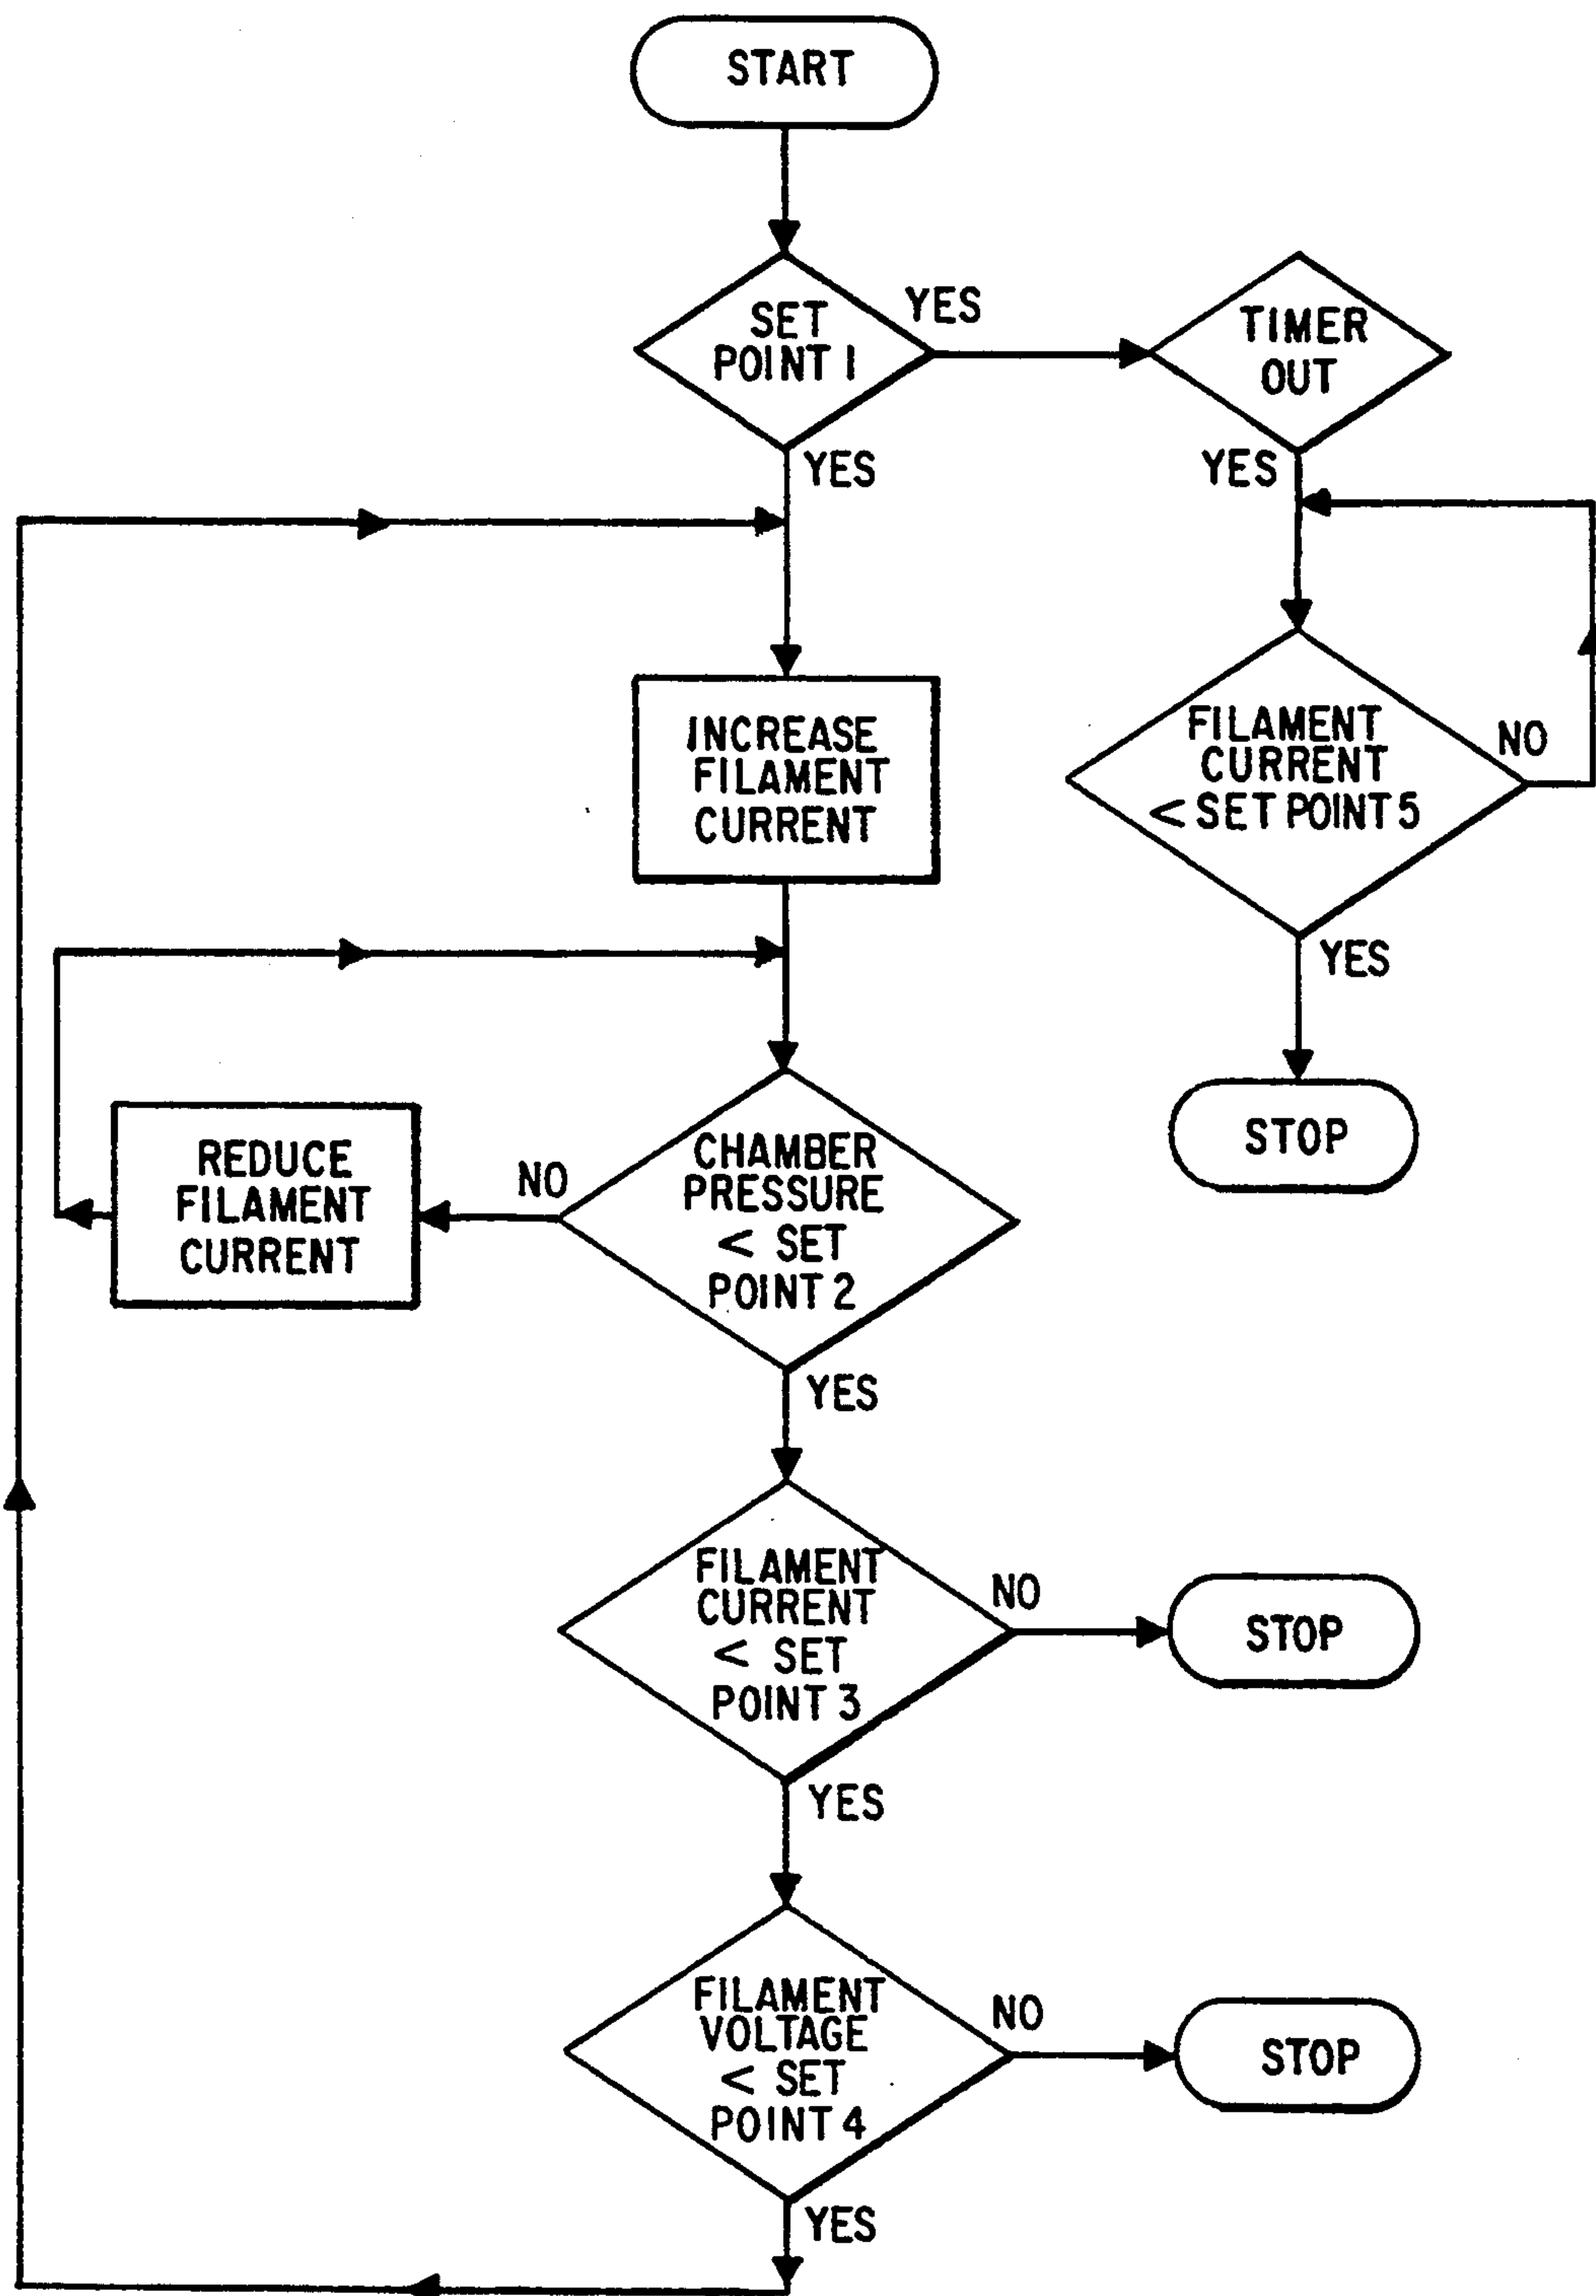 START
SET
POINT 1
YES
TIMER
OUT
YES
YES
INCREASE
FILAMENT
CURRENT
FILAMENT
CURRENT
< SET POINT 5
NO
YES
STOP
REDUCE
FILAMENT
CURRENT
NO
CHAMBER
PRESSURE
< SET
POINT 2
YES
FILAMENT
CURRENT
< SET
POINT 3
NO
STOP
YES
FILAMENT
VOLTAGE
< SET
POINT 4
NO
STOP
YES